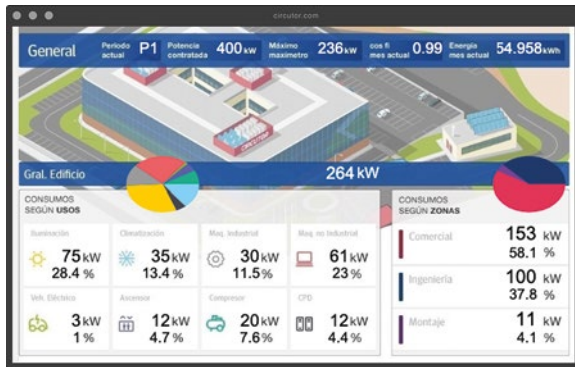 circutor.com
General
Periodo actual P1
Potencia contratada 400 kW
Máximo maxímetro 236 kW
cos fi mes actual 0.99
Energía mes actual 54.958 kWh
CIRCUTOR
Gral. Edificio 264 kW
CONSUMOS
SEGÚN USOS
Iluminación
75 kW
28.4 %
Climatización
35 kW
13.4 %
Maq. Industrial
30 kW
11.5 %
Maq. no Industrial
61 kW
23 %
Veh. Eléctrico
3 kW
1 %
Ascensor
12 kW
4.7 %
Compresor
20 kW
7.6 %
CPD
12 kW
4.4 %
CONSUMOS
SEGÚN ZONAS
Comercial 153 kW
58.1 %
Ingeniería 100 kW
37.8 %
Montaje 11 kW
4.1 %